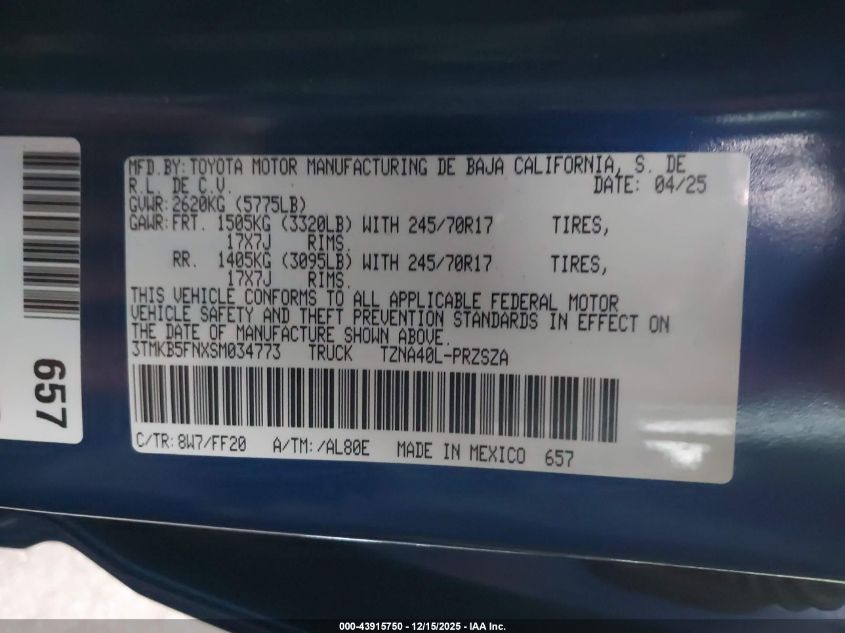 MFD.BY: TOYOTA MOTOR MANUFACTURING DE BAJA CALIFORNIA, S. DE
R.L. DE C.V. DATE: 04/25
GVWR: 2620KG (5775LB)
GAWR: FRT. 1505KG (3320LB) WITH 245/70R17 TIRES,
17X7J RIMS.
RR. 1405KG (3095LB) WITH 245/70R17 TIRES,
17X7J RIMS.
THIS VEHICLE CONFORMS TO ALL APPLICABLE FEDERAL MOTOR
VEHICLE SAFETY AND THEFT PREVENTION STANDARDS IN EFFECT ON
THE DATE OF MANUFACTURE SHOWN ABOVE.
3TMKB5FNXSM034773 TRUCK TZNA40L-PRZSZA
C/TR: 8W7/FF20 A/TM: /AL80E MADE IN MEXICO 657
657
000-43915750 - 12/15/2025 - IAA Inc.